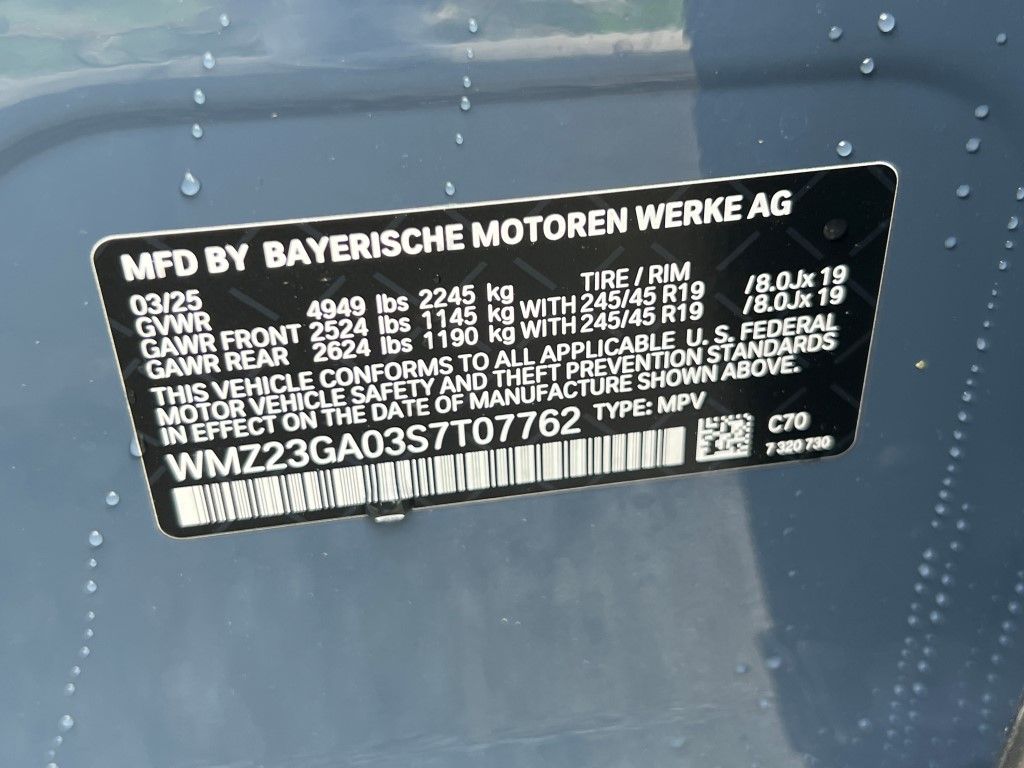 MFD BY BAYERISCHE MOTOREN WERKE AG
03/25 TIRE / RIM
GVWR 4949 lbs 2245 kg
GAWR FRONT 2524 lbs 1145 kg WITH 245/45 R19 /8.0Jx 19
GAWR REAR 2624 lbs 1190 kg WITH 245/45 R19 /8.0Jx 19
THIS VEHICLE CONFORMS TO ALL APPLICABLE U. S. FEDERAL
MOTOR VEHICLE SAFETY AND THEFT PREVENTION STANDARDS
IN EFFECT ON THE DATE OF MANUFACTURE SHOWN ABOVE.
WMZ23GA03S7T07762 TYPE: MPV
C70
7 320 730